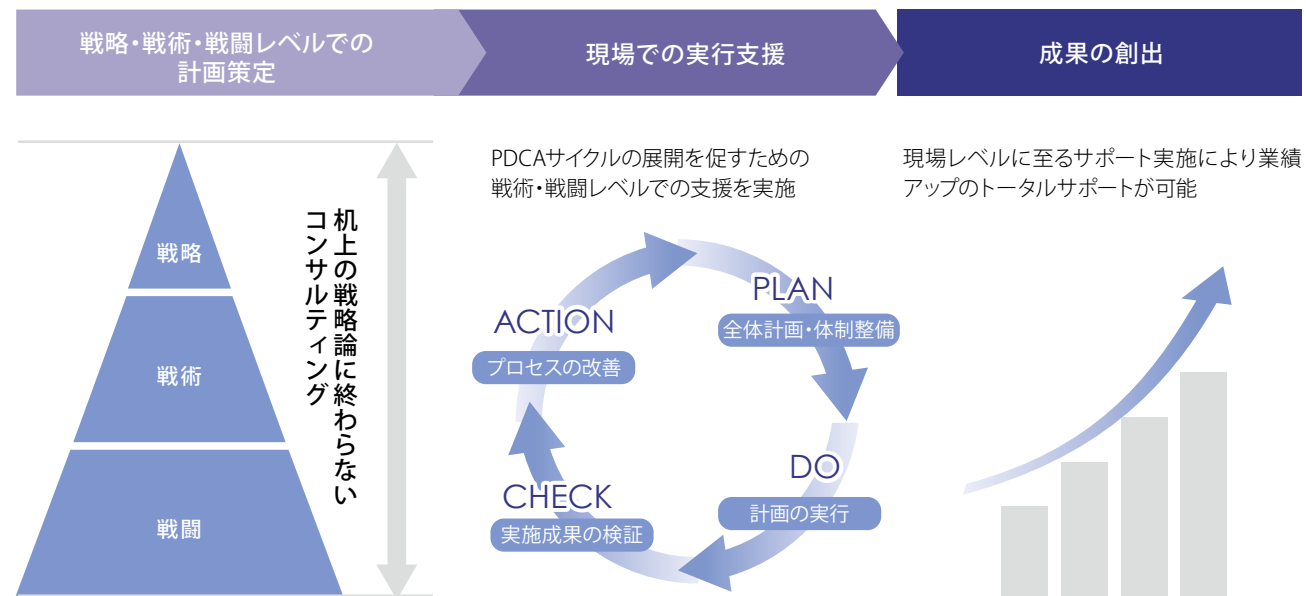 戦略・戦術・戦闘レベルでの
計画策定
現場での実行支援
成果の創出
戦略
戦術
戦闘
机上の戦略論に終わらない
コンサルティング
PDCAサイクルの展開を促すための
戦術・戦闘レベルでの支援を実施
PLAN
全体計画・体制整備
DO
計画の実行
CHECK
実施成果の検証
ACTION
プロセスの改善
現場レベルに至るサポート実施により業績
アップのトータルサポートが可能